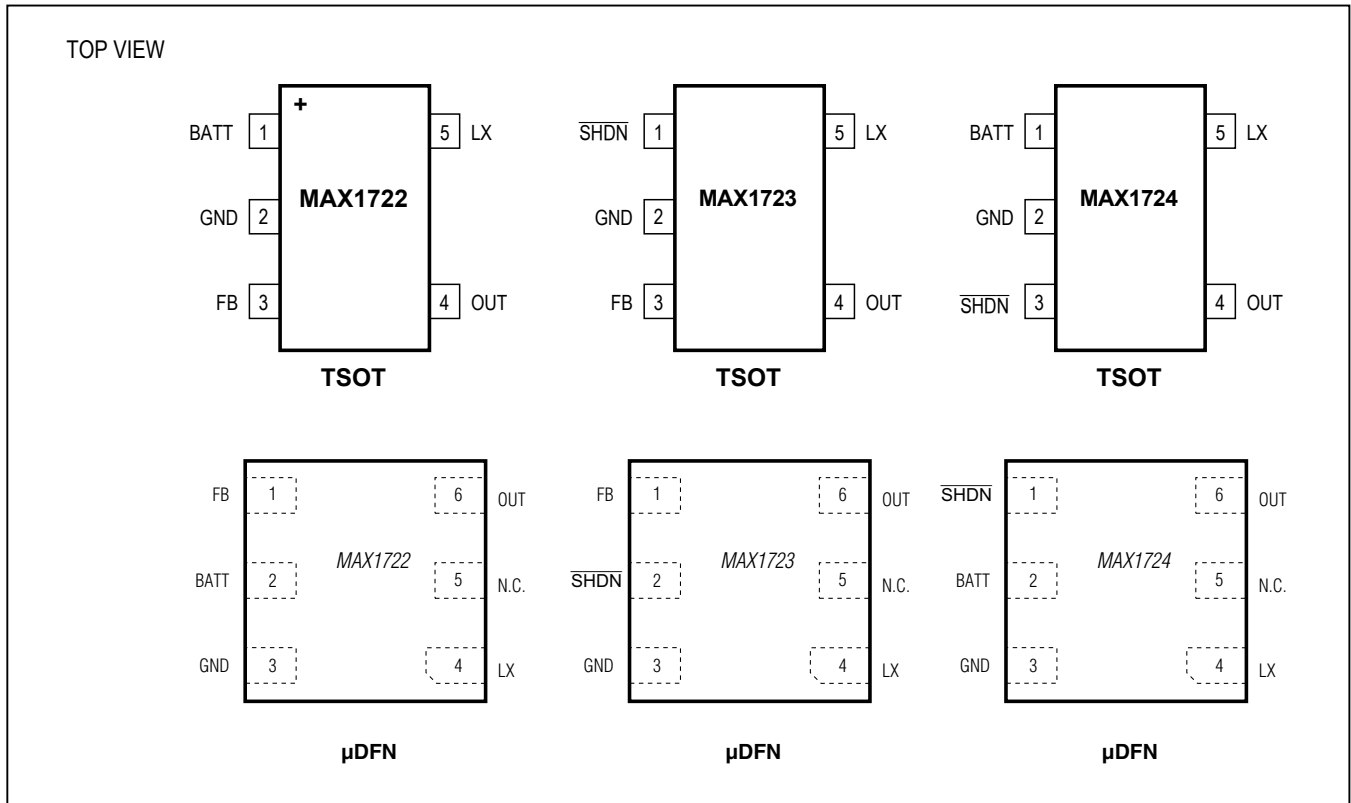 TOP VIEW
+
BATT 1 5 LX
MAX1722
GND 2
FB 3 4 OUT
TSOT
SHDN 1 5 LX
MAX1723
GND 2
FB 3 4 OUT
TSOT
BATT 1 5 LX
MAX1724
GND 2
SHDN 3 4 OUT
TSOT
FB 1 6 OUT
MAX1722
BATT 2 5 N.C.
GND 3 4 LX
µDFN
FB 1 6 OUT
MAX1723
SHDN 2 5 N.C.
GND 3 4 LX
µDFN
SHDN 1 6 OUT
MAX1724
BATT 2 5 N.C.
GND 3 4 LX
µDFN